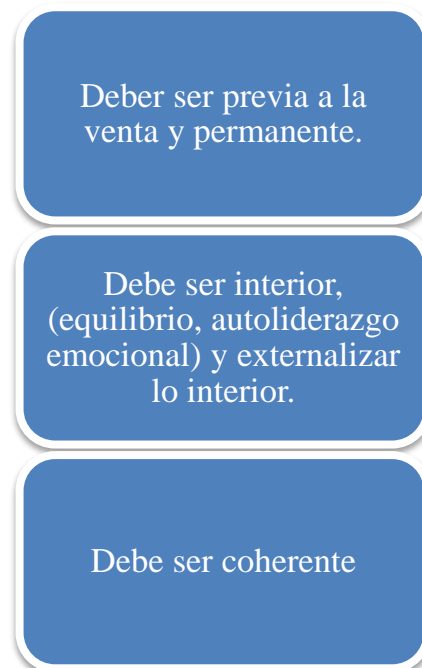 Deber ser previa a la
venta y permanente.
Debe ser interior,
(equilibrio, autoliderazgo
emocional) y externalizar
lo interior.
Debe ser coherente